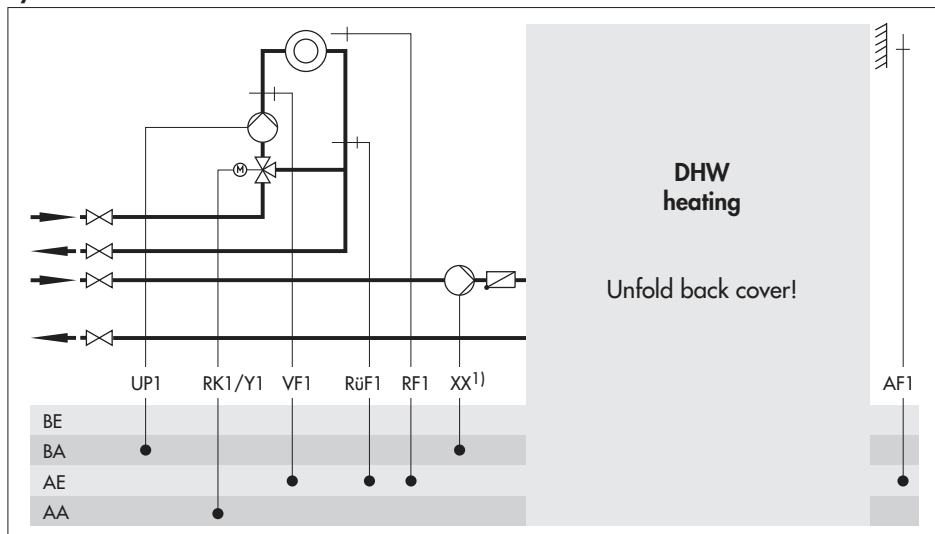 M
DHW
heating
Unfold back cover!
UP1 RK1/Y1 VF1 RüF1 RF1 XX1) AF1
BE
BA
AE
AA